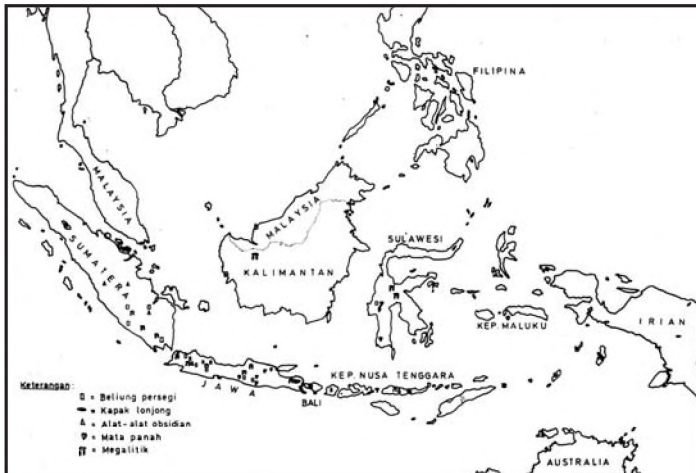 FILIPINA
MALAYSIA
MALAYSIA
SULAWESI
SUMATERA
KALIMANTAN
KEP. MALUKU
IRIAN
KEP. NUSA TENGGARA
JAWA
BALI
AUSTRALIA
Keterangan :
= Beliung persegi
= Kapak lonjong
= Alat-alat obsidian
= Mata panah
= Megalitik